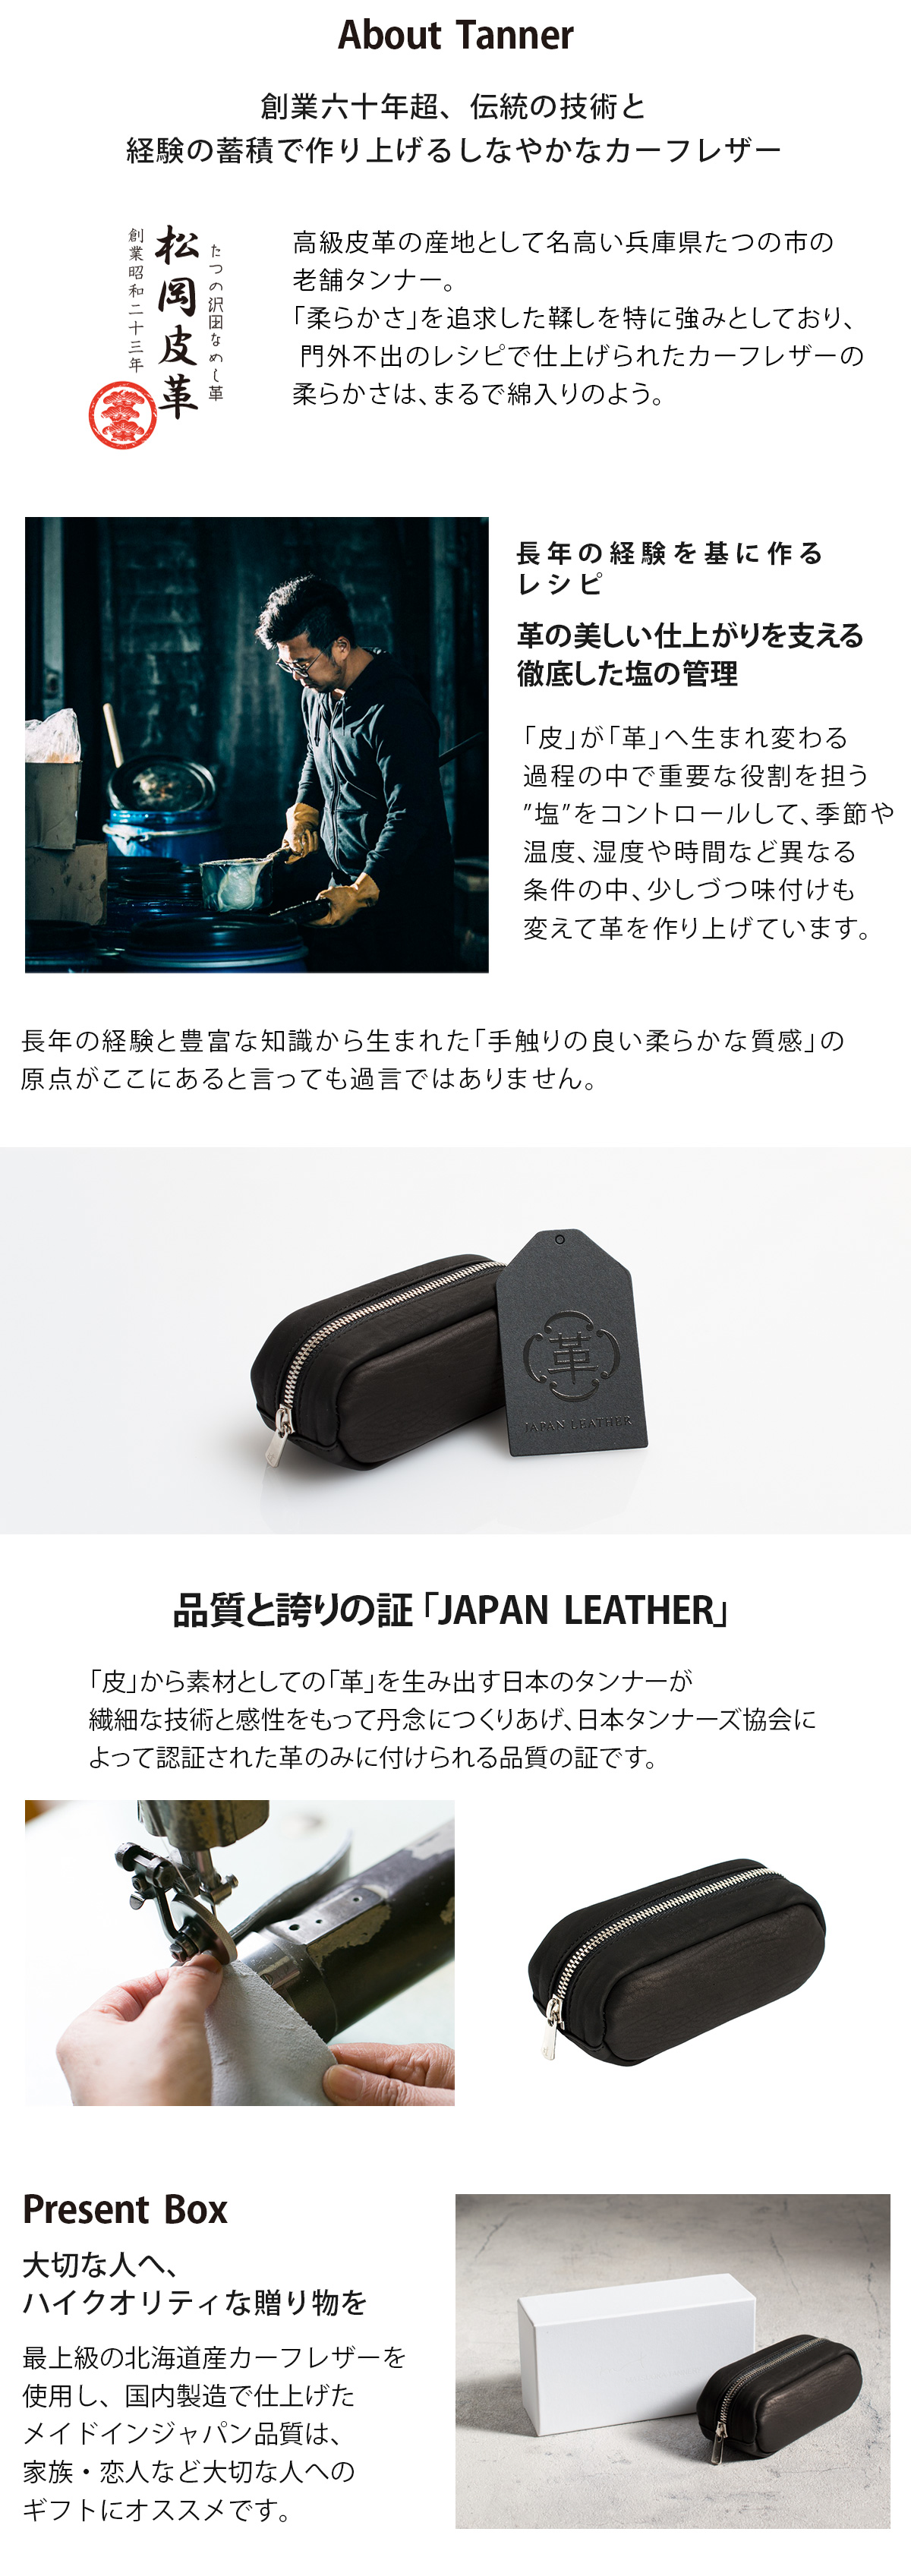 About Tanner
創業六十年超、伝統の技術と
経験の蓄積で作り上げるしなやかなカーフレザー
たつの沢田なめし革
松岡皮革
創業昭和二十三年
高級皮革の産地として名高い兵庫県たつの市の
老舗タンナー。
「柔らかさ」を追求した鞣しを特に強みとしており、
門外不出のレシピで仕上げられたカーフレザーの
柔らかさは、まるで綿入りのよう。
長年の経験を基に作る
レシピ
革の美しい仕上がりを支える
徹底した塩の管理
「皮」が「革」へ生まれ変わる
過程の中で重要な役割を担う
”塩”をコントロールして、季節や
温度、湿度や時間など異なる
条件の中、少しづつ味付けも
変えて革を作り上げています。
長年の経験と豊富な知識から生まれた「手触りの良い柔らかな質感」の
原点がここにあると言っても過言ではありません。
革
JAPAN LEATHER
品質と誇りの証「JAPAN LEATHER」
「皮」から素材としての「革」を生み出す日本のタンナーが
繊細な技術と感性をもって丹念につくりあげ、日本タンナーズ協会に
よって認証された革のみに付けられる品質の証です。
Present Box
大切な人へ、
ハイクオリティな贈り物を
最上級の北海道産カーフレザーを
使用し、国内製造で仕上げた
メイドインジャパン品質は、
家族・恋人など大切な人への
ギフトにオススメです。